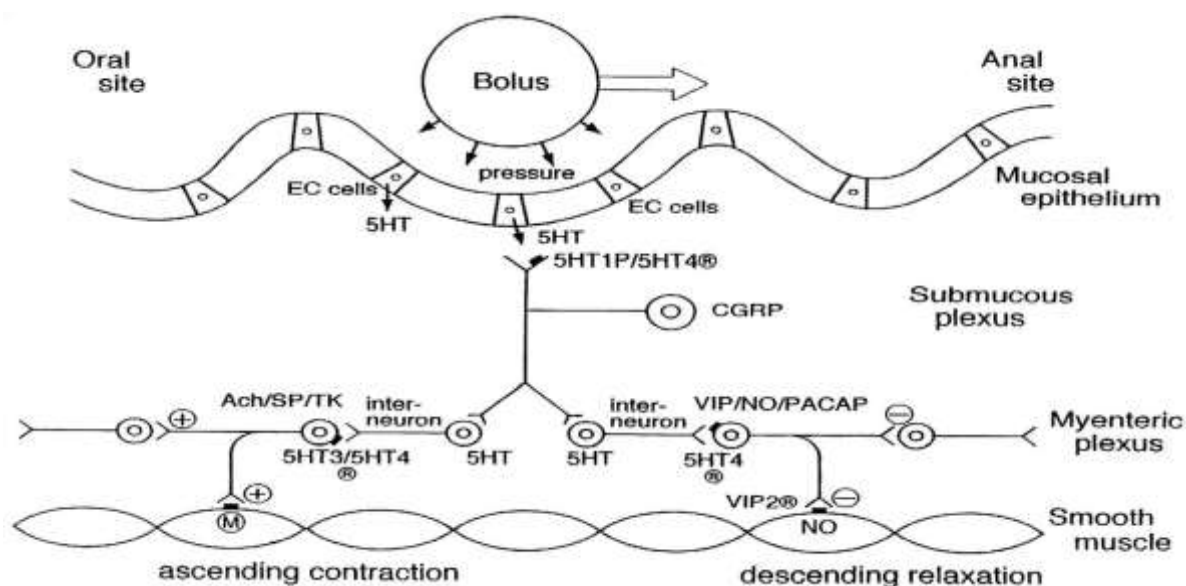 Oral
site
Bolus
Anal
site
pressure
EC cells
EC cells
Mucosal
epithelium
5HT
5HT
5HT1P/5HT4®
CGRP
Submucous
plexus
Ach/SP/TK
inter-
neuron
inter-
neuron
VIP/NO/PACAP
+
−
Myenteric
plexus
5HT3/5HT4
®
5HT
5HT
5HT4
®
+
VIP2®
−
M
NO
Smooth
muscle
ascending contraction
descending relaxation